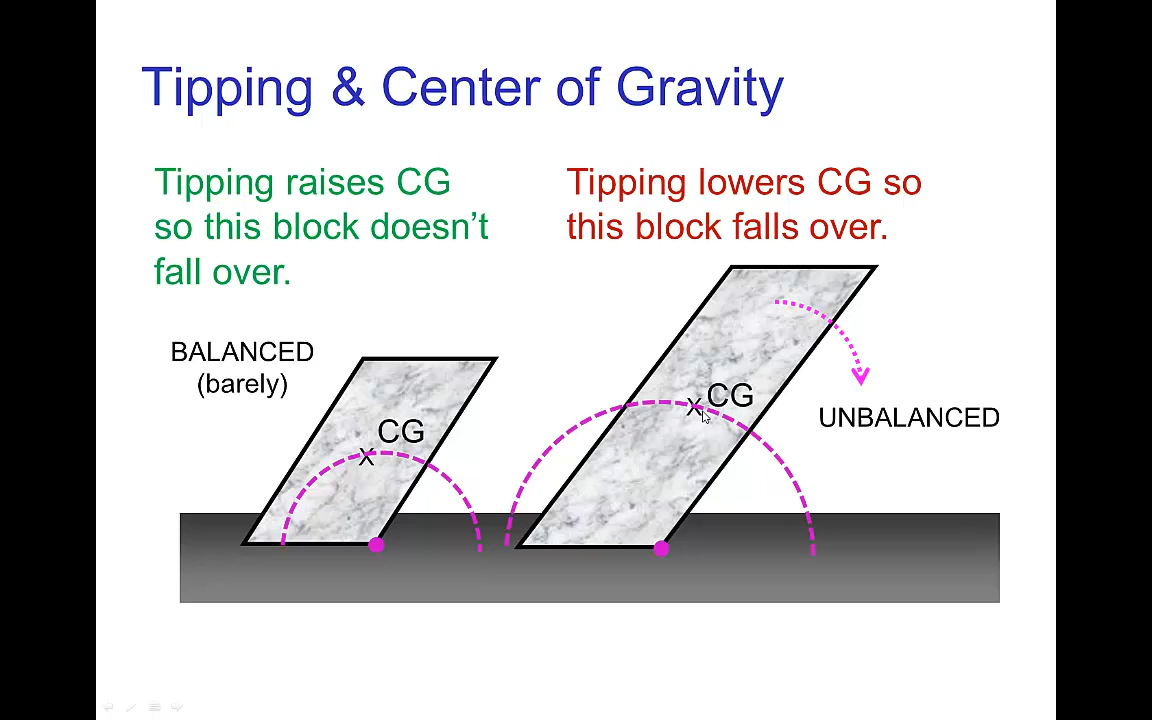 Tipping & Center of Gravity
Tipping raises CG
so this block doesn’t
fall over.
Tipping lowers CG so
this block falls over.
BALANCED
(barely)
CG
x
CG
x
UNBALANCED